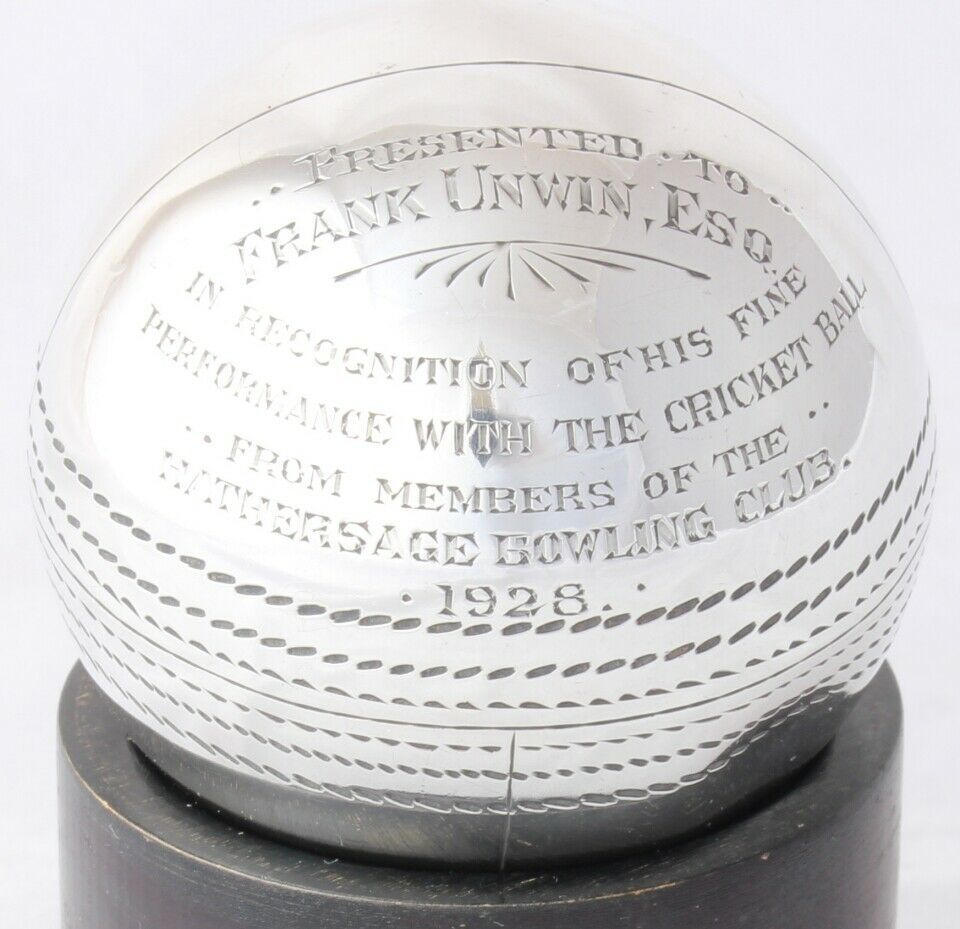 .. PRESENTED . TO ..
FRANK UNWIN, ESQ.
IN RECOGNITION OF HIS FINE
PERFORMANCE WITH THE CRICKET BALL
.. FROM MEMBERS OF THE ..
HATHERSAGE BOWLING CLUB.
. 1928. .